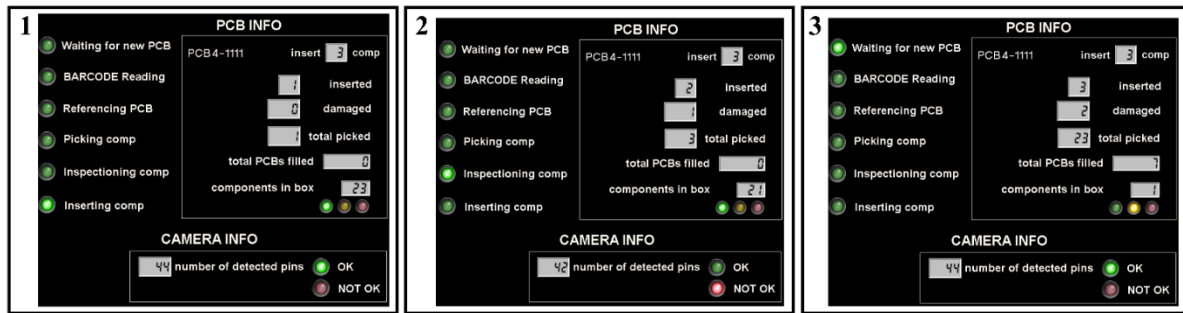 1
PCB INFO
Waiting for new PCB
PCB4-1111
insert 3 comp
BARCODE Reading
1 inserted
Referencing PCB
0 damaged
Picking comp
1 total picked
total PCBs filled 0
Inspectioning comp
components in box 23
Inserting comp
CAMERA INFO
44 number of detected pins OK
NOT OK
2
PCB INFO
Waiting for new PCB
PCB4-1111
insert 3 comp
BARCODE Reading
2 inserted
Referencing PCB
1 damaged
Picking comp
3 total picked
total PCBs filled 0
Inspectioning comp
components in box 21
Inserting comp
CAMERA INFO
42 number of detected pins OK
NOT OK
3
PCB INFO
Waiting for new PCB
PCB4-1111
insert 3 comp
BARCODE Reading
3 inserted
Referencing PCB
2 damaged
Picking comp
23 total picked
total PCBs filled 7
Inspectioning comp
components in box 1
Inserting comp
CAMERA INFO
44 number of detected pins OK
NOT OK